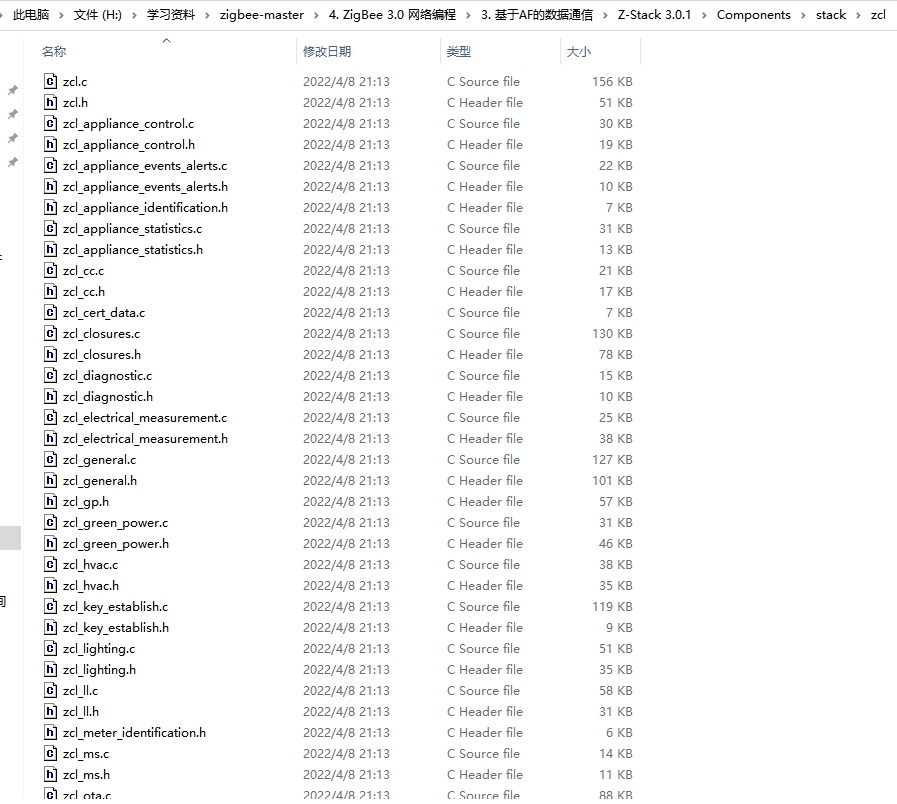 此电脑 › 文件 (H:) › 学习资料 › zigbee-master › 4. ZigBee 3.0 网络编程 › 3. 基于AF的数据通信 › Z-Stack 3.0.1 › Components › stack › zcl
名称 修改日期 类型 大小
zcl.c 2022/4/8 21:13 C Source file 156 KB
zcl.h 2022/4/8 21:13 C Header file 51 KB
zcl_appliance_control.c 2022/4/8 21:13 C Source file 30 KB
zcl_appliance_control.h 2022/4/8 21:13 C Header file 19 KB
zcl_appliance_events_alerts.c 2022/4/8 21:13 C Source file 22 KB
zcl_appliance_events_alerts.h 2022/4/8 21:13 C Header file 10 KB
zcl_appliance_identification.h 2022/4/8 21:13 C Header file 7 KB
zcl_appliance_statistics.c 2022/4/8 21:13 C Source file 31 KB
zcl_appliance_statistics.h 2022/4/8 21:13 C Header file 13 KB
zcl_cc.c 2022/4/8 21:13 C Source file 21 KB
zcl_cc.h 2022/4/8 21:13 C Header file 17 KB
zcl_cert_data.c 2022/4/8 21:13 C Source file 7 KB
zcl_closures.c 2022/4/8 21:13 C Source file 130 KB
zcl_closures.h 2022/4/8 21:13 C Header file 78 KB
zcl_diagnostic.c 2022/4/8 21:13 C Source file 15 KB
zcl_diagnostic.h 2022/4/8 21:13 C Header file 10 KB
zcl_electrical_measurement.c 2022/4/8 21:13 C Source file 25 KB
zcl_electrical_measurement.h 2022/4/8 21:13 C Header file 38 KB
zcl_general.c 2022/4/8 21:13 C Source file 127 KB
zcl_general.h 2022/4/8 21:13 C Header file 101 KB
zcl_gp.h 2022/4/8 21:13 C Header file 57 KB
zcl_green_power.c 2022/4/8 21:13 C Source file 31 KB
zcl_green_power.h 2022/4/8 21:13 C Header file 46 KB
zcl_hvac.c 2022/4/8 21:13 C Source file 38 KB
zcl_hvac.h 2022/4/8 21:13 C Header file 35 KB
zcl_key_establish.c 2022/4/8 21:13 C Source file 119 KB
zcl_key_establish.h 2022/4/8 21:13 C Header file 9 KB
zcl_lighting.c 2022/4/8 21:13 C Source file 51 KB
zcl_lighting.h 2022/4/8 21:13 C Header file 35 KB
zcl_ll.c 2022/4/8 21:13 C Source file 58 KB
zcl_ll.h 2022/4/8 21:13 C Header file 31 KB
zcl_meter_identification.h 2022/4/8 21:13 C Header file 6 KB
zcl_ms.c 2022/4/8 21:13 C Source file 14 KB
zcl_ms.h 2022/4/8 21:13 C Header file 11 KB
zcl_ota.c 2022/4/8 21:13 C Source file 88 KB